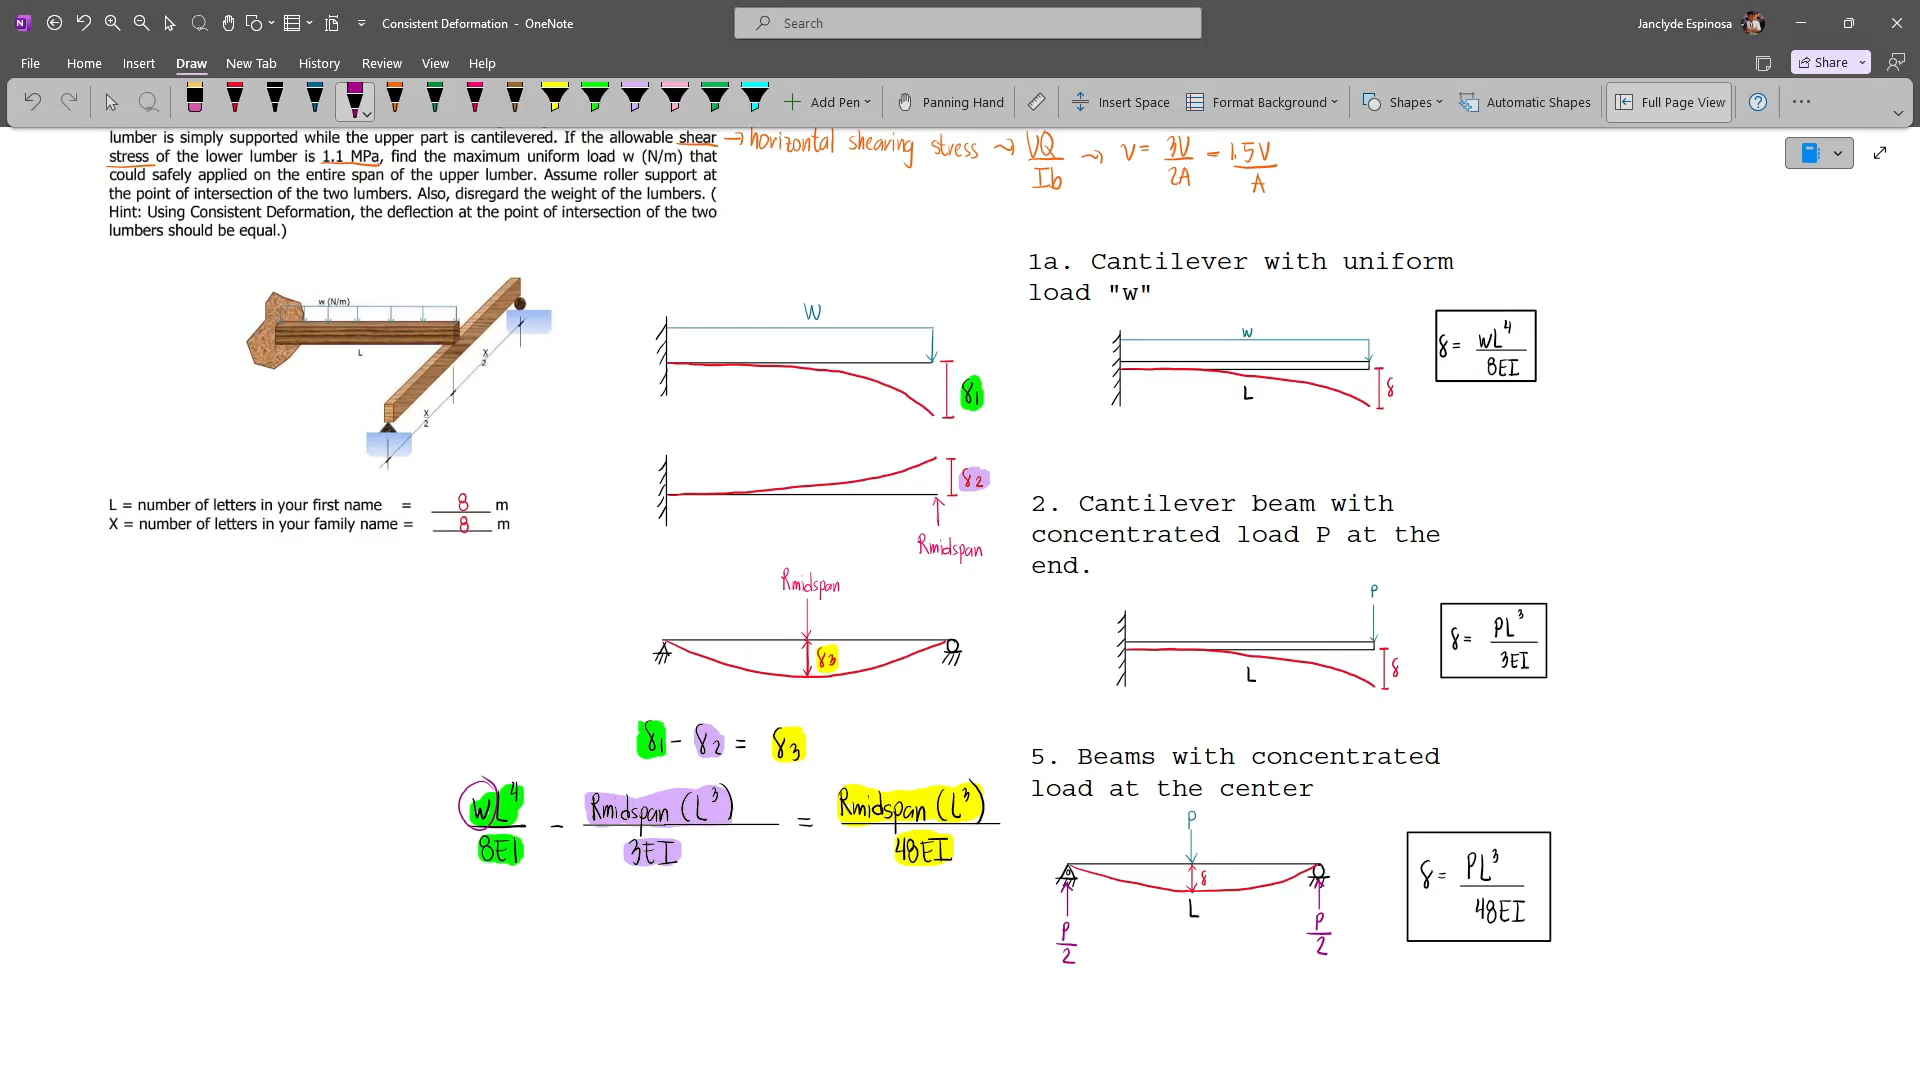 Consistent Deformation - OneNote
Search
Janclyde Espinosa
File Home Insert Draw New Tab History Review View Help
Share
Add Pen
Panning Hand
Insert Space
Format Background
Shapes
Automatic Shapes
Full Page View
lumber is simply supported while the upper part is cantilevered. If the allowable shear
stress of the lower lumber is 1.1 MPa, find the maximum uniform load w (N/m) that
could safely applied on the entire span of the upper lumber. Assume roller support at
the point of intersection of the two lumbers. Also, disregard the weight of the lumbers. (
Hint: Using Consistent Deformation, the deflection at the point of intersection of the two
lumbers should be equal.)
→ horizontal shearing stress → VQ/Ib → v = 3V/2A = 1.5V/A
w (N/m)
L
X/2
X/2
L = number of letters in your first name = 8 m
X = number of letters in your family name = 8 m
W
δ1
δ2
Rmidspan
Rmidspan
δ3
δ1 - δ2 = δ3
WL⁴/8EI - Rmidspan (L³)/3EI = Rmidspan (L³)/48EI
1a. Cantilever with uniform
load "w"
w
L
δ
δ = WL⁴/8EI
2. Cantilever beam with
concentrated load P at the
end.
P
L
δ
δ = PL³/3EI
5. Beams with concentrated
load at the center
P
δ
L
P/2
P/2
δ = PL³/48EI